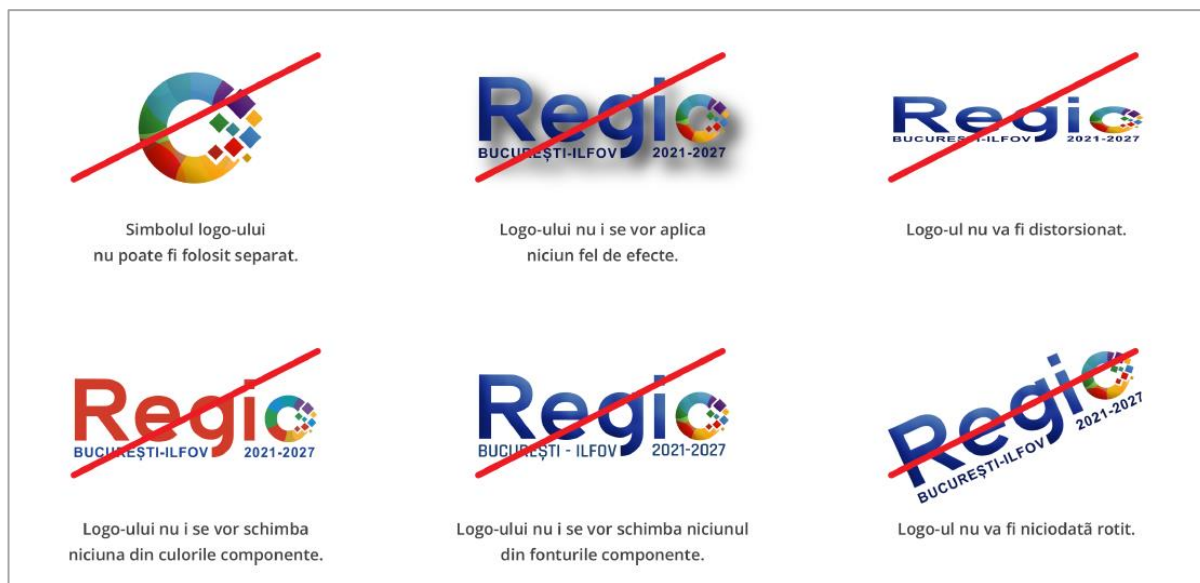 Simbolul logo-ului
nu poate fi folosit separat.
Regio
BUCUREȘTI-ILFOV 2021-2027
Logo-ului nu i se vor aplica
niciun fel de efecte.
Regio
BUCUREȘTI-ILFOV 2021-2027
Logo-ul nu va fi distorsionat.
Regio
BUCUREȘTI-ILFOV 2021-2027
Logo-ului nu i se vor schimba
niciuna din culorile componente.
Regio
BUCUREȘTI - ILFOV 2021-2027
Logo-ului nu i se vor schimba niciunul
din fonturile componente.
Regio
BUCUREȘTI-ILFOV 2021-2027
Logo-ul nu va fi niciodată rotit.